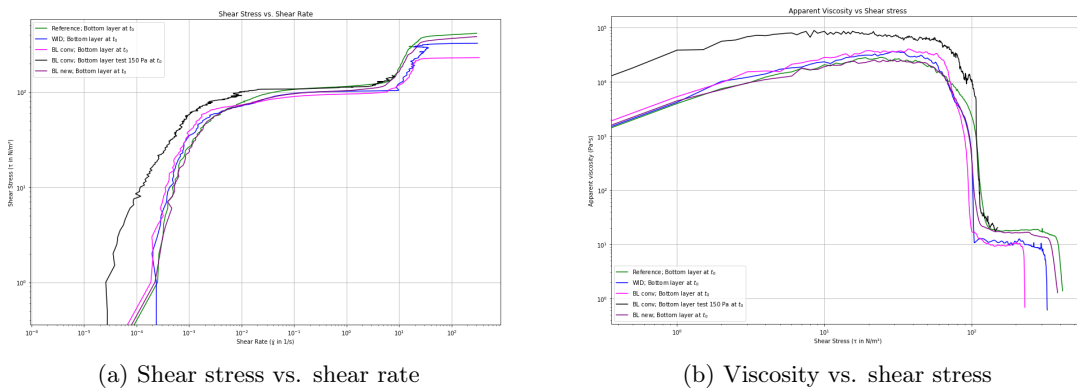 Shear Stress vs. Shear Rate
Reference; Bottom layer at t₀
WID; Bottom layer at t₀
BL conv; Bottom layer at t₀
BL conv; Bottom layer test 150 Pa at t₀
BL new; Bottom layer at t₀
Shear Stress (τ in N/m²)
10²
10¹
10⁰
10⁻⁶
10⁻⁵
10⁻⁴
10⁻³
10⁻²
10⁻¹
10⁰
10¹
10²
Shear Rate (γ̇ in 1/s)
(a) Shear stress vs. shear rate
Apparent Viscosity vs Shear stress
Apparent viscosity (Pa*s)
10⁵
10⁴
10³
10²
10¹
10⁰
Reference; Bottom layer at t₀
WID; Bottom layer at t₀
BL conv; Bottom layer at t₀
BL conv; Bottom layer test 150 Pa at t₀
BL new; Bottom layer at t₀
10⁰
10¹
10²
Shear Stress (τ in N/m²)
(b) Viscosity vs. shear stress